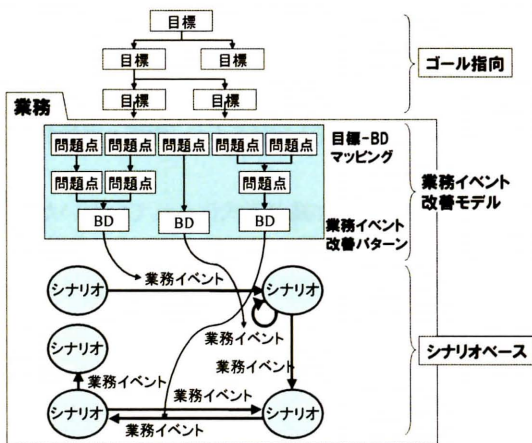 目標
目標 目標
ゴール指向
目標 目標
業務
問題点 問題点 問題点 問題点 問題点
目標-BD
マッピング
問題点 問題点 問題点
業務イベント
改善モデル
BD BD BD
業務イベント
改善パターン
業務イベント
シナリオ シナリオ
業務イベント
シナリオ
業務イベント
シナリオベース
業務イベント 業務イベント
シナリオ シナリオ
業務イベント